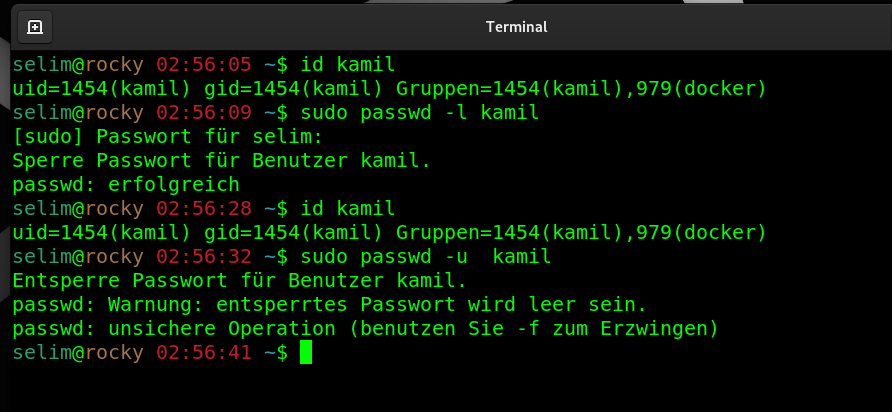 Terminal
selim@rocky 02:56:05 ~$ id kamil
uid=1454(kamil) gid=1454(kamil) Gruppen=1454(kamil),979(docker)
selim@rocky 02:56:09 ~$ sudo passwd -l kamil
[sudo] Passwort für selim:
Sperre Passwort für Benutzer kamil.
passwd: erfolgreich
selim@rocky 02:56:28 ~$ id kamil
uid=1454(kamil) gid=1454(kamil) Gruppen=1454(kamil),979(docker)
selim@rocky 02:56:32 ~$ sudo passwd -u  kamil
Entsperre Passwort für Benutzer kamil.
passwd: Warnung: entsperrtes Passwort wird leer sein.
passwd: unsichere Operation (benutzen Sie -f zum Erzwingen)
selim@rocky 02:56:41 ~$